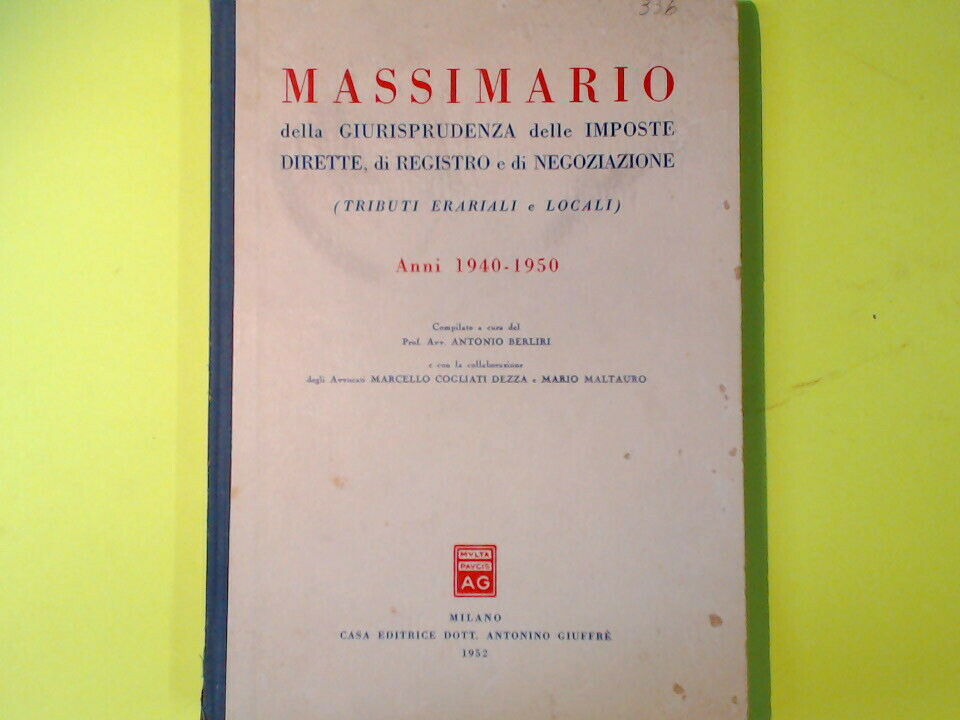 336
MASSIMARIO
della GIURISPRUDENZA delle IMPOSTE
DIRETTE, di REGISTRO e di NEGOZIAZIONE
(TRIBUTI ERARIALI e LOCALI)
Anni 1940-1950
Compilato a cura del
Prof. Avv. ANTONIO BERLIRI
e con la collaborazione
degli Avvocati MARCELLO COGLIATI DEZZA e MARIO MALTAURO
MVLTA
PAVCIS
AG
MILANO
CASA EDITRICE DOTT. ANTONINO GIUFFRÈ
1952